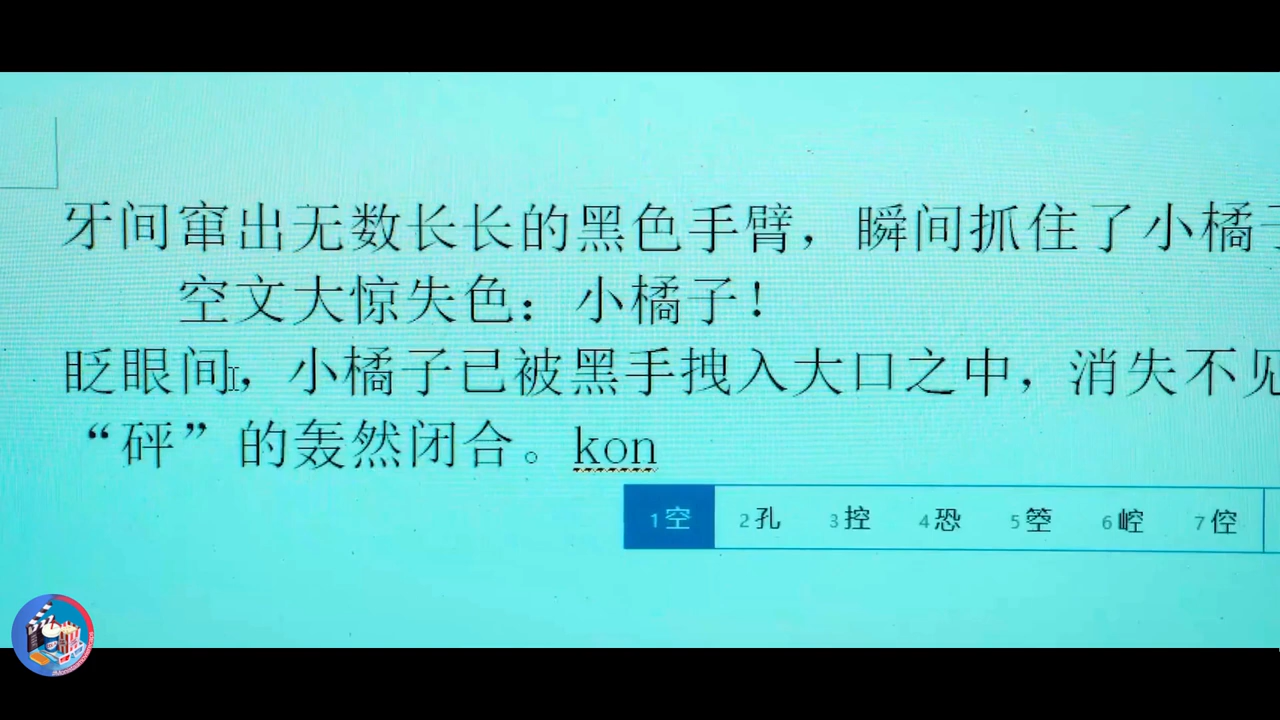 牙间窜出无数长长的黑色手臂，瞬间抓住了小橘子
空文大惊失色：小橘子！
眨眼间，小橘子已被黑手拽入大口之中，消失不见
“砰”的轰然闭合。kon
1空 2孔 3控 4恐 5箜 6崆 7倥